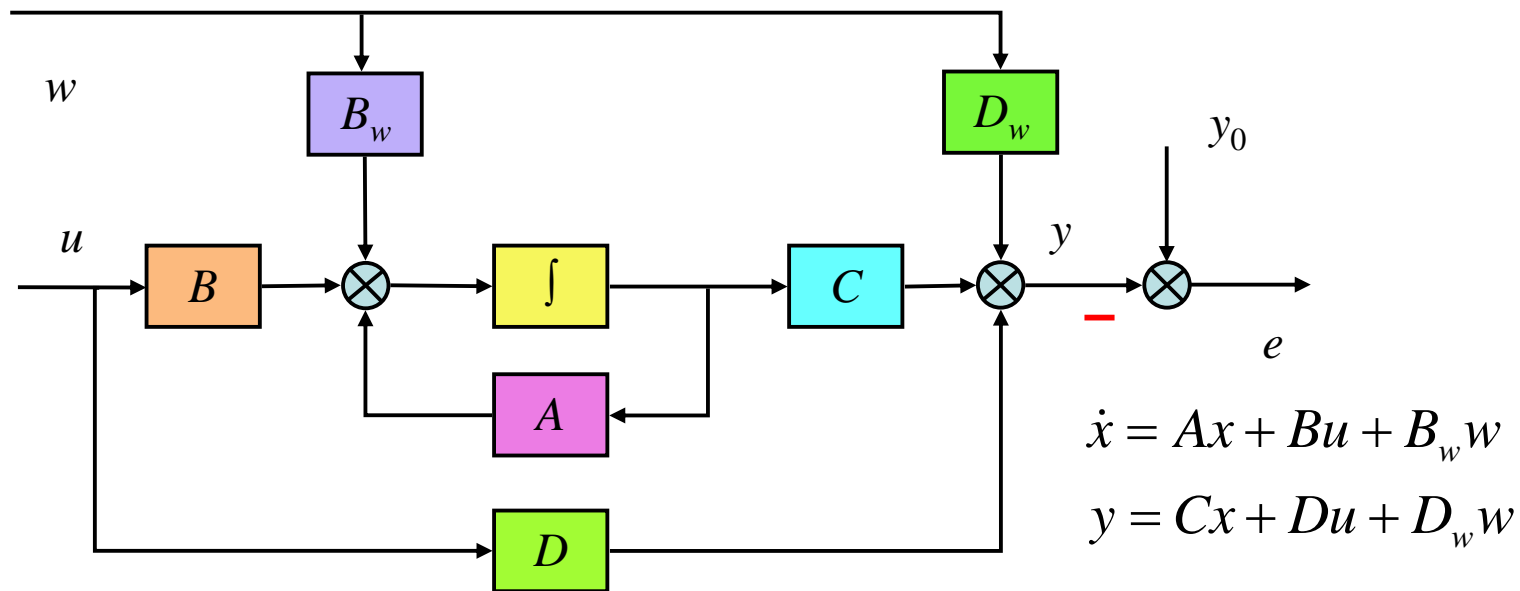 w
B_w
D_w
y_0
u
y
B
∫
C
−
e
A
ẋ = Ax + Bu + B_w w
D
y = Cx + Du + D_w w